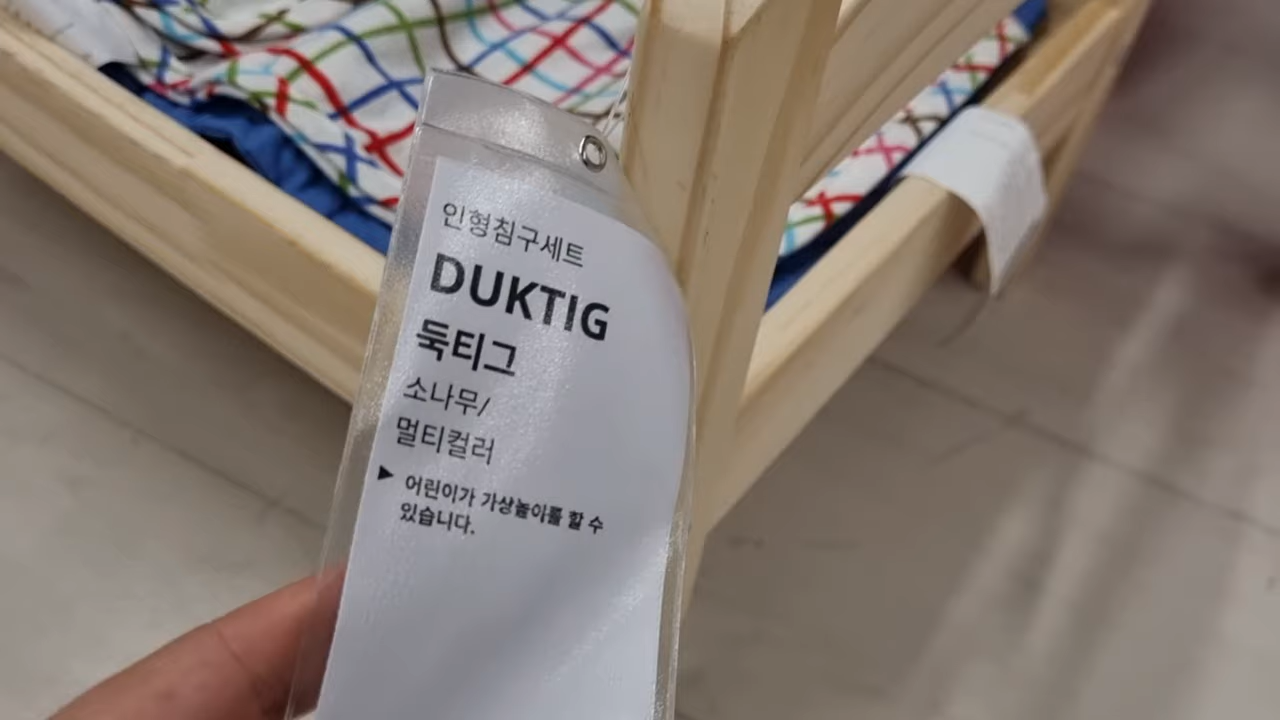 인형침구세트
DUKTIG
둑티그
소나무/
멀티컬러
▶ 어린이가 가상놀이를 할 수
있습니다.